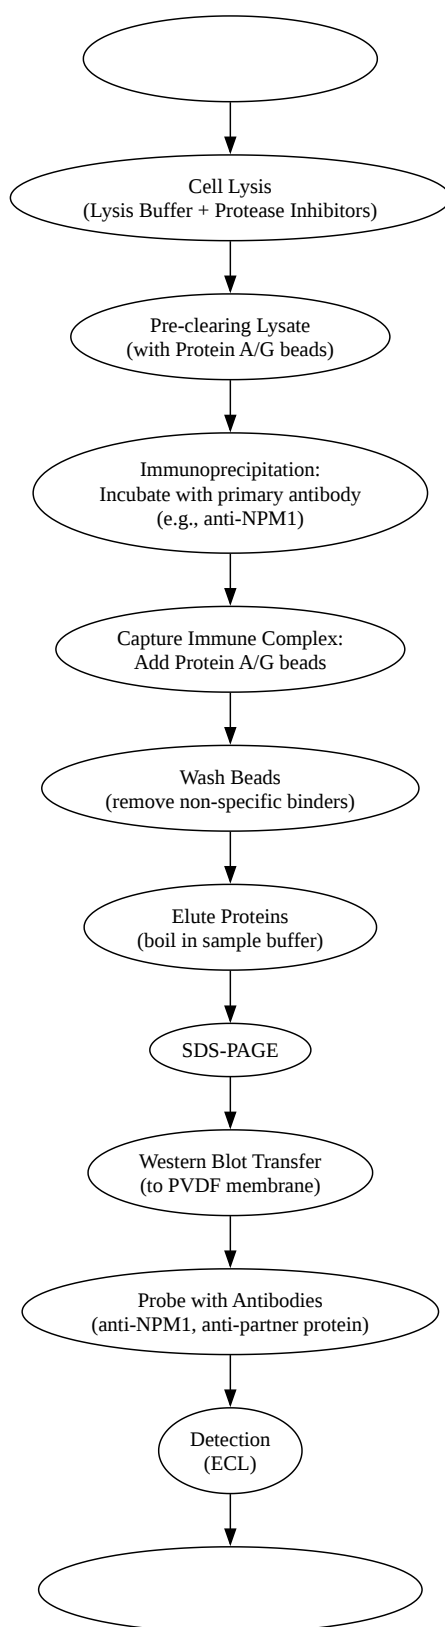 Cell Lysis
(Lysis Buffer + Protease Inhibitors)
Pre-clearing Lysate
(with Protein A/G beads)
Immunoprecipitation:
Incubate with primary antibody
(e.g., anti-NPM1)
Capture Immune Complex:
Add Protein A/G beads
Wash Beads
(remove non-specific binders)
Elute Proteins
(boil in sample buffer)
SDS-PAGE
Western Blot Transfer
(to PVDF membrane)
Probe with Antibodies
(anti-NPM1, anti-partner protein)
Detection
(ECL)